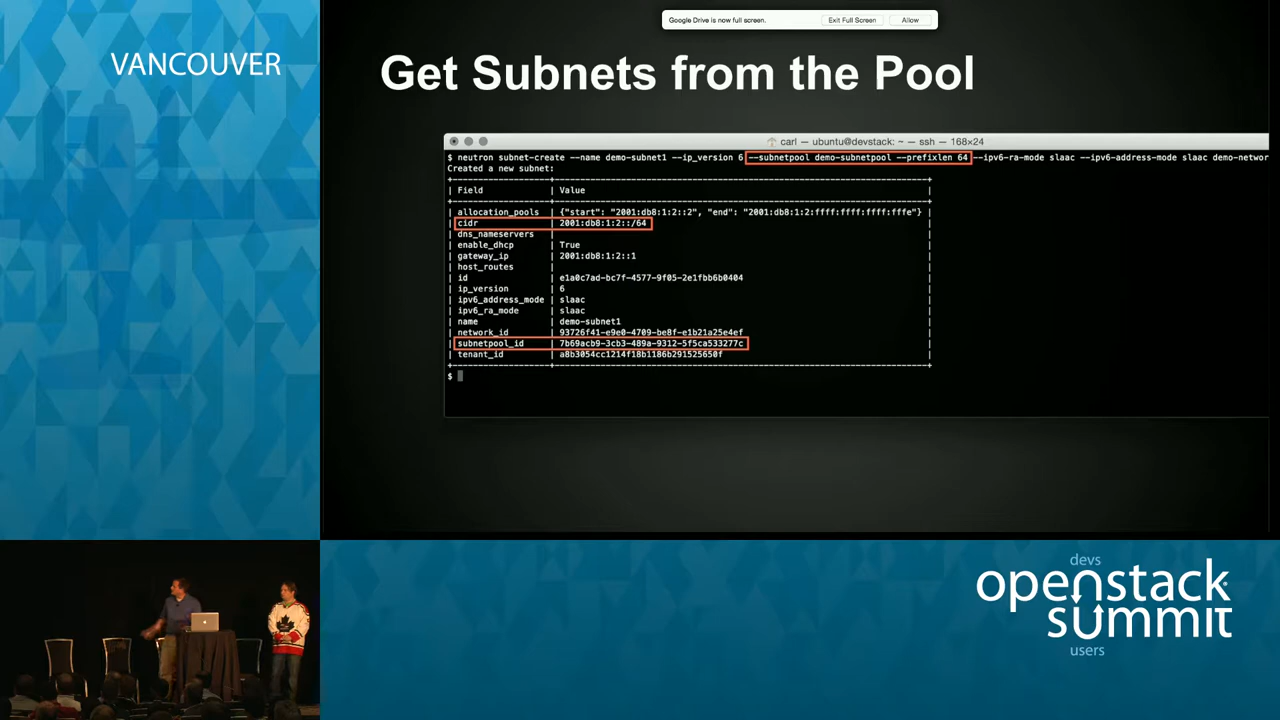 VANCOUVER
Google Drive is now full screen. Exit Full Screen Allow
Get Subnets from the Pool
carl — ubuntu@devstack: ~ — ssh — 168×24
$ neutron subnet-create --name demo-subnet1 --ip_version 6 --subnetpool demo-subnetpool --prefixlen 64 --ipv6-ra-mode slaac --ipv6-address-mode slaac demo-networ
Created a new subnet:
+-------------------+------------------------------------------------------------------------------+
| Field | Value |
+-------------------+------------------------------------------------------------------------------+
| allocation_pools | {"start": "2001:db8:1:2::2", "end": "2001:db8:1:2:ffff:ffff:ffff:fffe"} |
| cidr | 2001:db8:1:2::/64 |
| dns_nameservers | |
| enable_dhcp | True |
| gateway_ip | 2001:db8:1:2::1 |
| host_routes | |
| id | e1a0c7ad-bc7f-4577-9f05-2e1fbb6b0404 |
| ip_version | 6 |
| ipv6_address_mode | slaac |
| ipv6_ra_mode | slaac |
| name | demo-subnet1 |
| network_id | 93726f41-e9e0-4709-be8f-e1b21a25e4ef |
| subnetpool_id | 7b69acb9-3cb3-489a-9312-5f5ca533277c |
| tenant_id | a8b3054cc1214f18b1186b291525650f |
+-------------------+------------------------------------------------------------------------------+
$
devs
openstack
summit
users